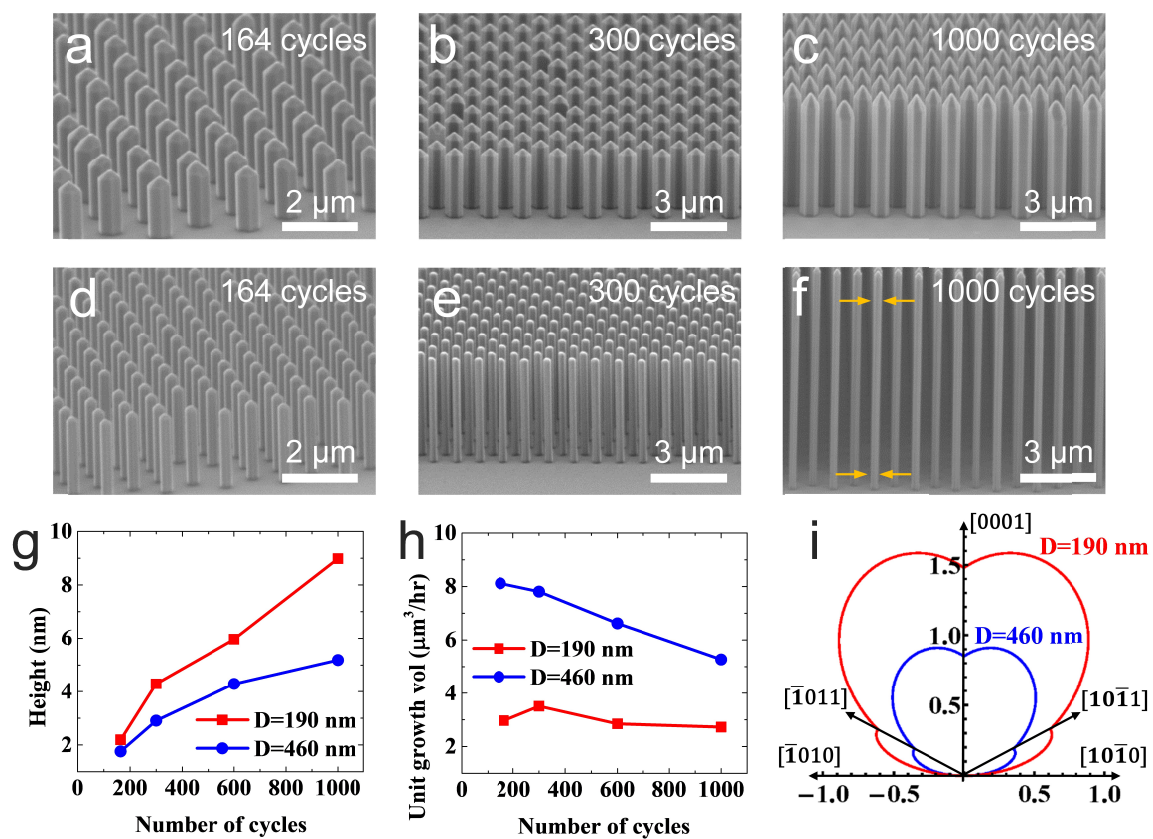 a 164 cycles
2 μm
b 300 cycles
3 μm
c 1000 cycles
3 μm
d 164 cycles
2 μm
e 300 cycles
3 μm
f 1000 cycles
3 μm
g
10
8
6
4
2
0 200 400 600 800 1000
Height (nm)
Number of cycles
D=190 nm
D=460 nm
h
10
8
6
4
2
0 200 400 600 800 1000
Unit growth vol (μm³/hr)
Number of cycles
D=190 nm
D=460 nm
i
[0001]
D=190 nm
1.5
D=460 nm
1.0
0.5
[1̅011]
[101̅1]
[1̅010]
[101̅0]
−1.0 −0.5 0.5 1.0